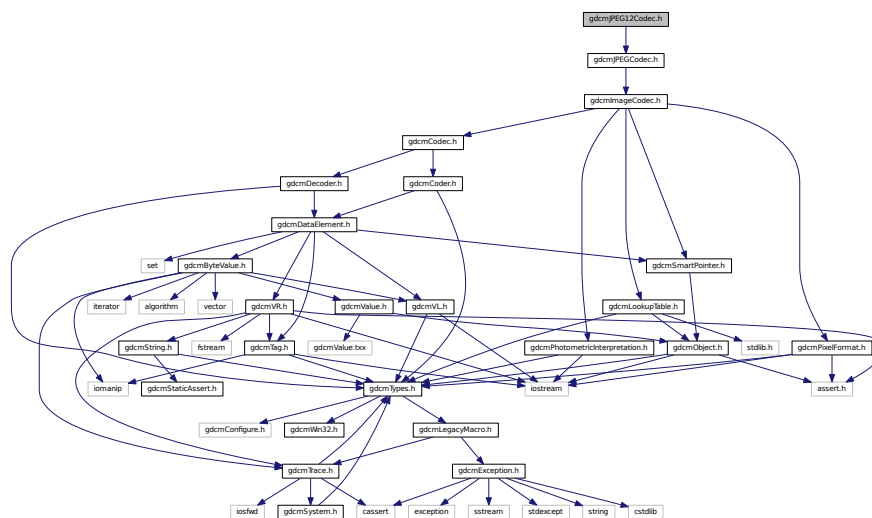 gdcmJPEG12Codec.h
gdcmJPEGCodec.h
gdcmImageCodec.h
gdcmCodec.h
gdcmDecoder.h
gdcmCoder.h
gdcmDataElement.h
set
gdcmByteValue.h
gdcmSmartPointer.h
iterator
algorithm
vector
gdcmVR.h
gdcmValue.h
gdcmVL.h
gdcmLookupTable.h
gdcmString.h
fstream
gdcmTag.h
gdcmValue.txx
gdcmPhotometricInterpretation.h
gdcmObject.h
stdlib.h
gdcmPixelFormat.h
iomanip
gdcmStaticAssert.h
gdcmTypes.h
iostream
assert.h
gdcmConfigure.h
gdcmWin32.h
gdcmLegacyMacro.h
gdcmTrace.h
gdcmException.h
iosfwd
gdcmSystem.h
cassert
exception
sstream
stdexcept
string
cstdlib